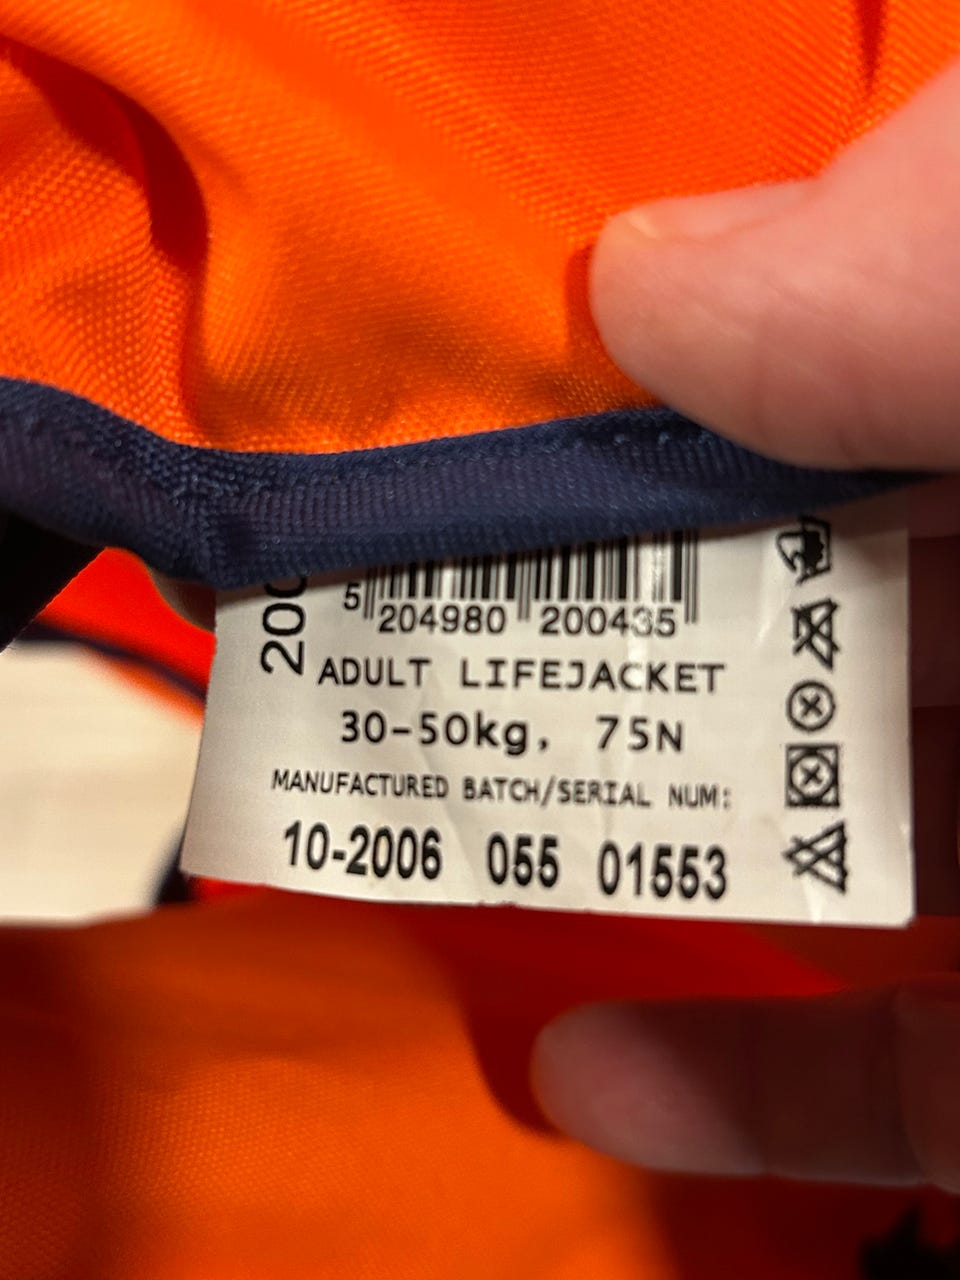 5 204980 200435
ADULT LIFEJACKET
30-50kg, 75N
MANUFACTURED BATCH/SERIAL NUM:
10-2006 055 01553